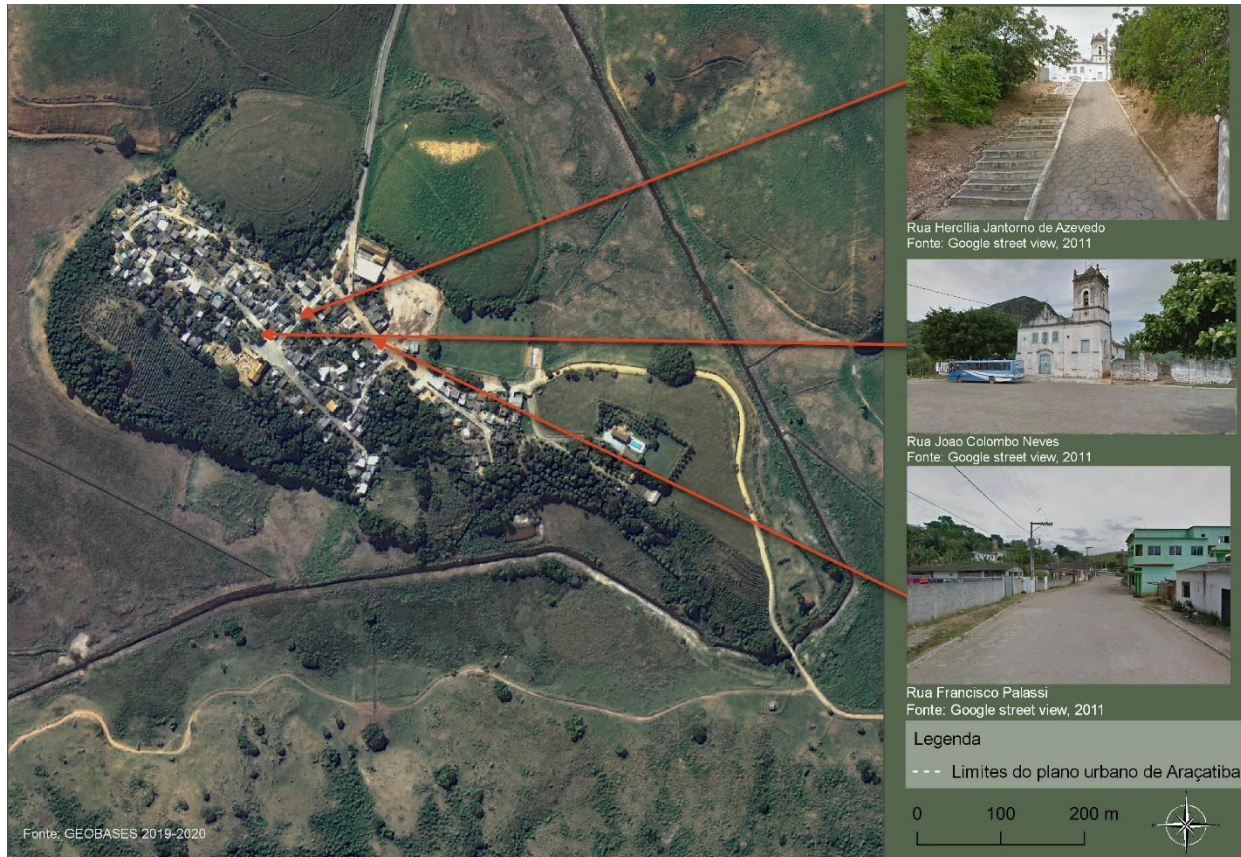 Rua Hercília Jantorno de Azevedo
Fonte: Google street view, 2011
Rua Joao Colombo Neves
Fonte: Google street view, 2011
Rua Francisco Palassi
Fonte: Google street view, 2011
Legenda
Limites do plano urbano de Araçatiba
0 100 200 m
Fonte: GEOBASES 2019-2020